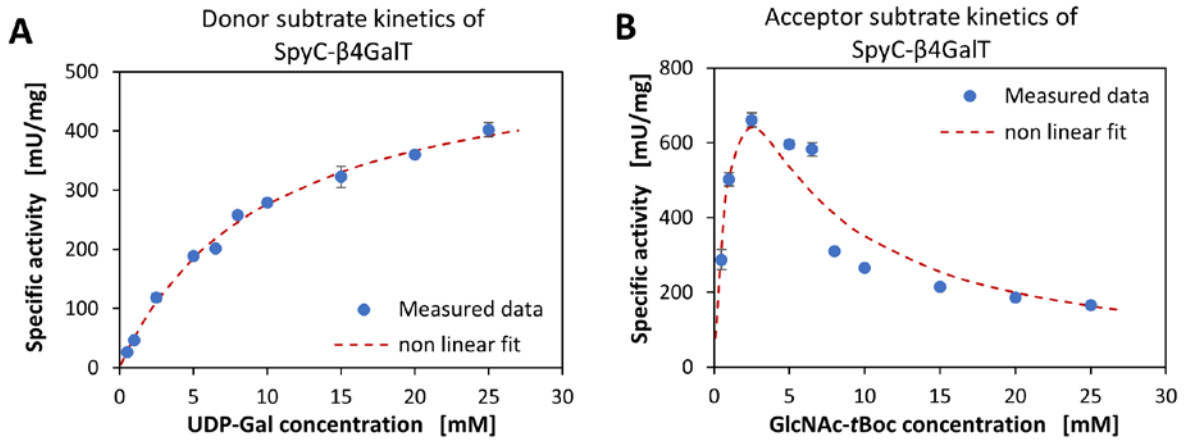 A
Donor subtrate kinetics of
SpyC-β4GalT
Specific activity [mU/mg]
500
400
300
200
100
0
0 5 10 15 20 25 30
Measured data
non linear fit
UDP-Gal concentration [mM]
B
Acceptor subtrate kinetics of
SpyC-β4GalT
Specific activity [mU/mg]
800
600
400
200
0
0 5 10 15 20 25 30
Measured data
non linear fit
GlcNAc-tBoc concentration [mM]